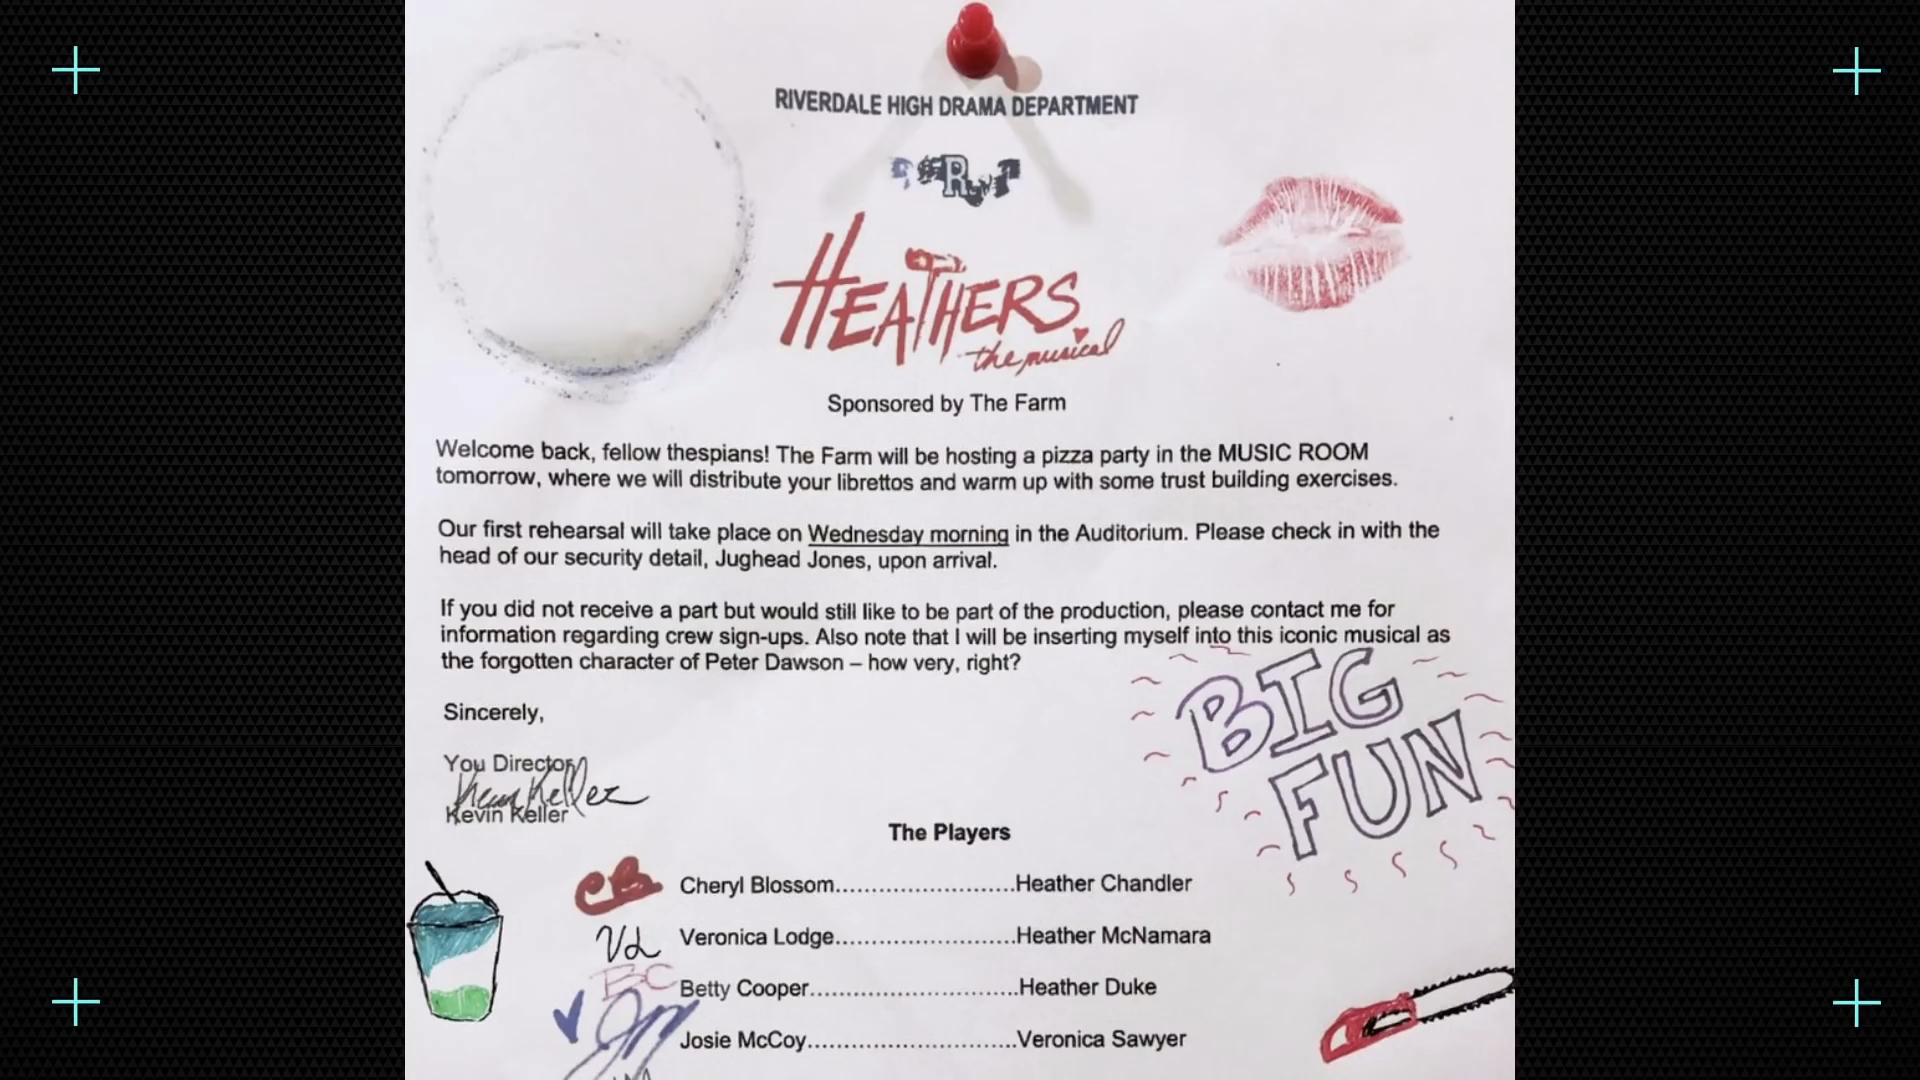 RIVERDALE HIGH DRAMA DEPARTMENT
R
HEATHERS
the musical
Sponsored by The Farm
Welcome back, fellow thespians! The Farm will be hosting a pizza party in the MUSIC ROOM
tomorrow, where we will distribute your librettos and warm up with some trust building exercises.
Our first rehearsal will take place on Wednesday morning in the Auditorium. Please check in with the
head of our security detail, Jughead Jones, upon arrival.
If you did not receive a part but would still like to be part of the production, please contact me for
information regarding crew sign-ups. Also note that I will be inserting myself into this iconic musical as
the forgotten character of Peter Dawson – how very, right?
Sincerely,
You Director,
Kevin Keller
Kevin Keller
BIG
FUN
The Players
CB Cheryl Blossom..........................Heather Chandler
VL Veronica Lodge..........................Heather McNamara
BC Betty Cooper..............................Heather Duke
JM Josie McCoy..............................Veronica Sawyer